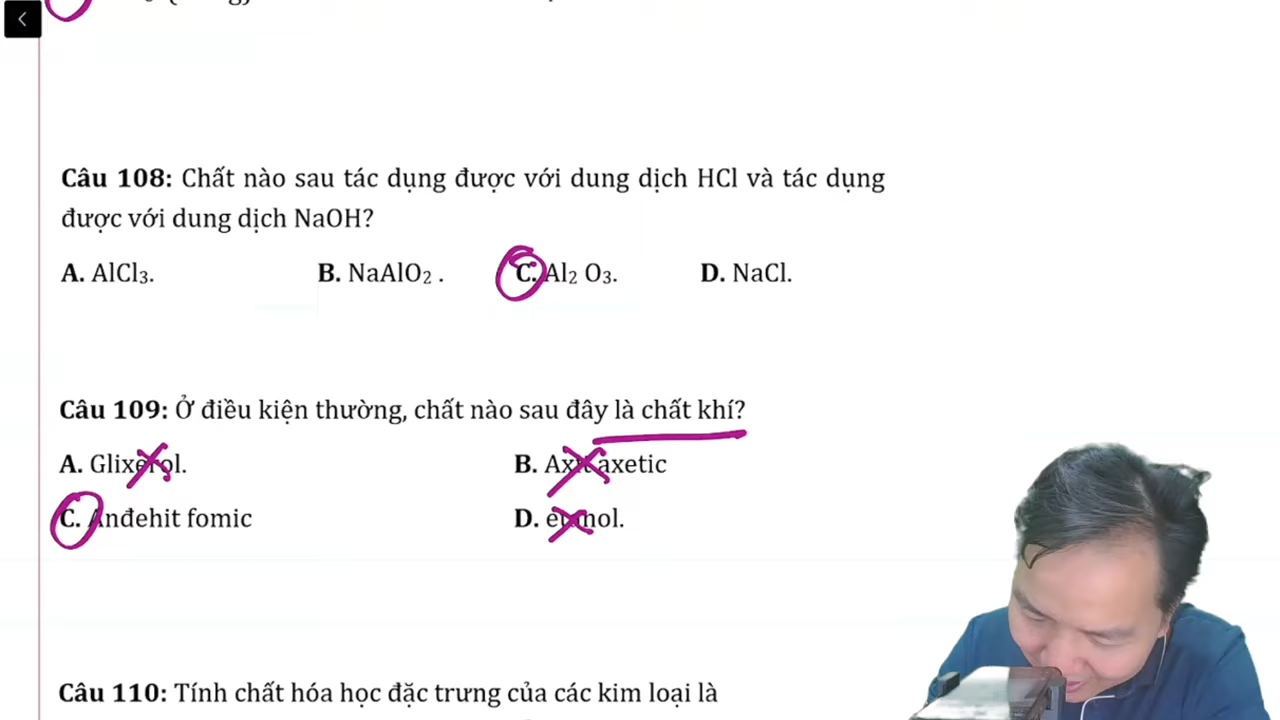 Câu 108: Chất nào sau tác dụng được với dung dịch HCl và tác dụng
được với dung dịch NaOH?
A. AlCl₃. B. NaAlO₂ . C. Al₂ O₃. D. NaCl.
Câu 109: Ở điều kiện thường, chất nào sau đây là chất khí?
A. Glixerol. B. Axit axetic
C. Anđehit fomic D. etanol.
Câu 110: Tính chất hóa học đặc trưng của các kim loại là